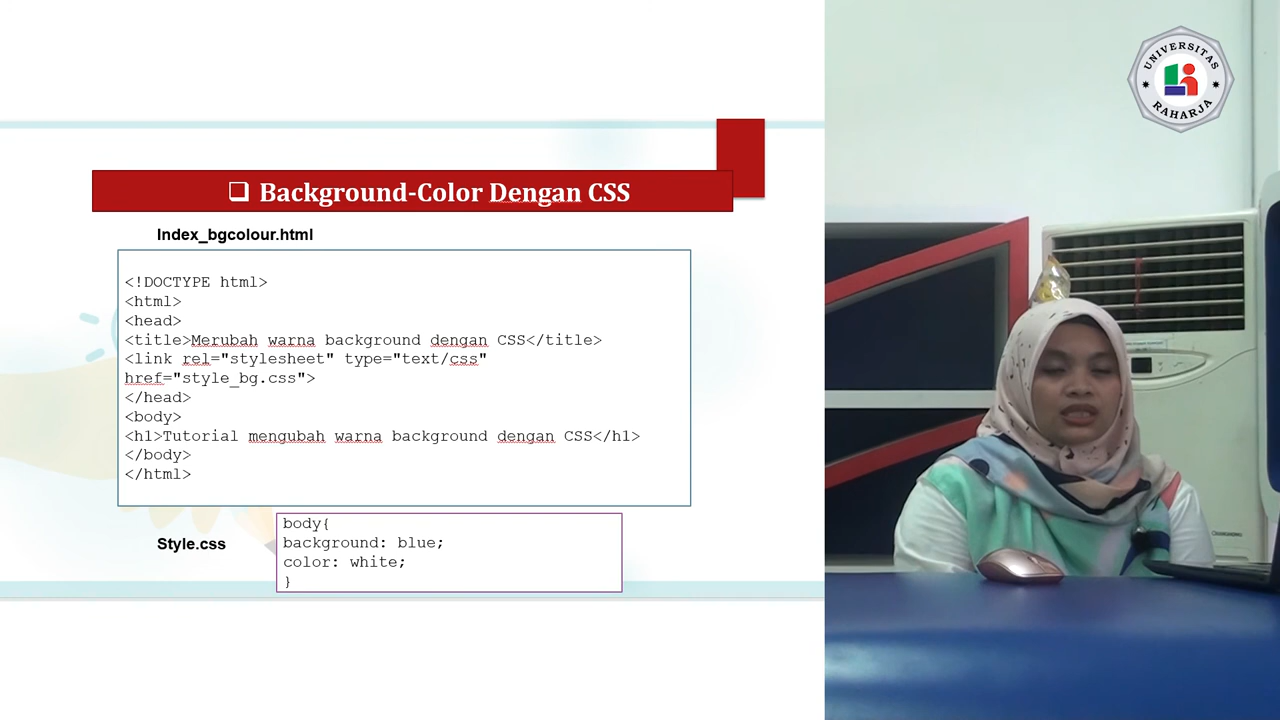 Background-Color Dengan CSS
Index_bgcolour.html
<!DOCTYPE html>
<html>
<head>
<title>Merubah warna background dengan CSS</title>
<link rel="stylesheet" type="text/css"
href="style_bg.css">
</head>
<body>
<h1>Tutorial mengubah warna background dengan CSS</h1>
</body>
</html>
Style.css
body{
background: blue;
color: white;
}
UNIVERSITAS
RAHARJA